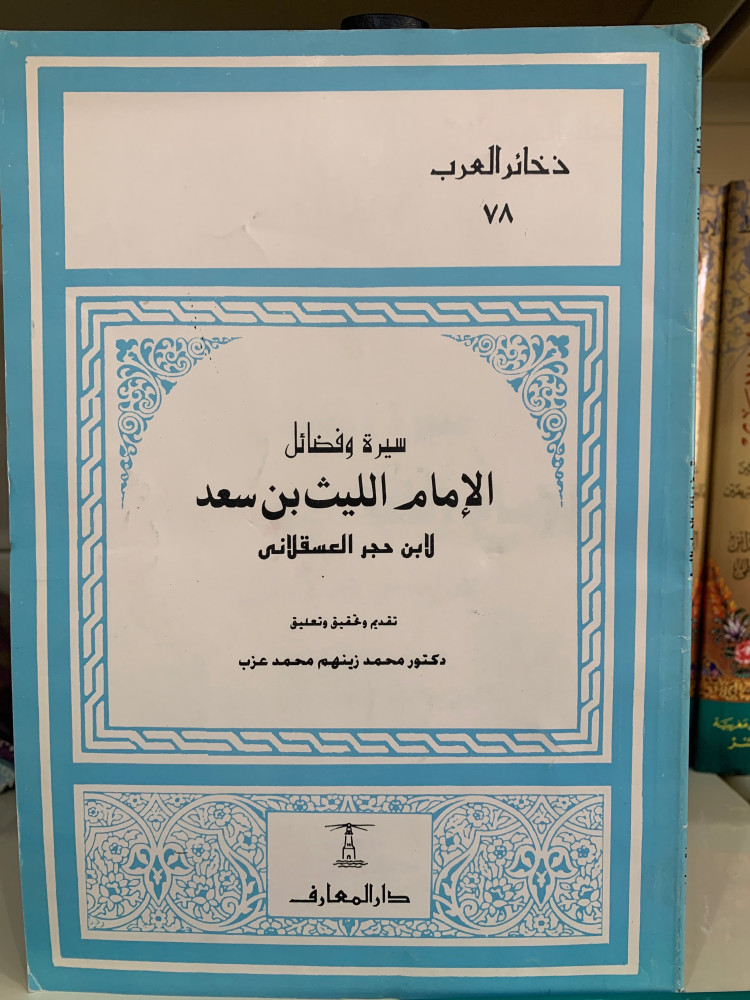 ذخائر العرب
٧٨
سيرة وفضائل
الإمام الليث بن سعد
لابن حجر العسقلانى
تقديم وتحقيق وتعليق
دكتور محمد زينهم محمد عزب
دار المعارف